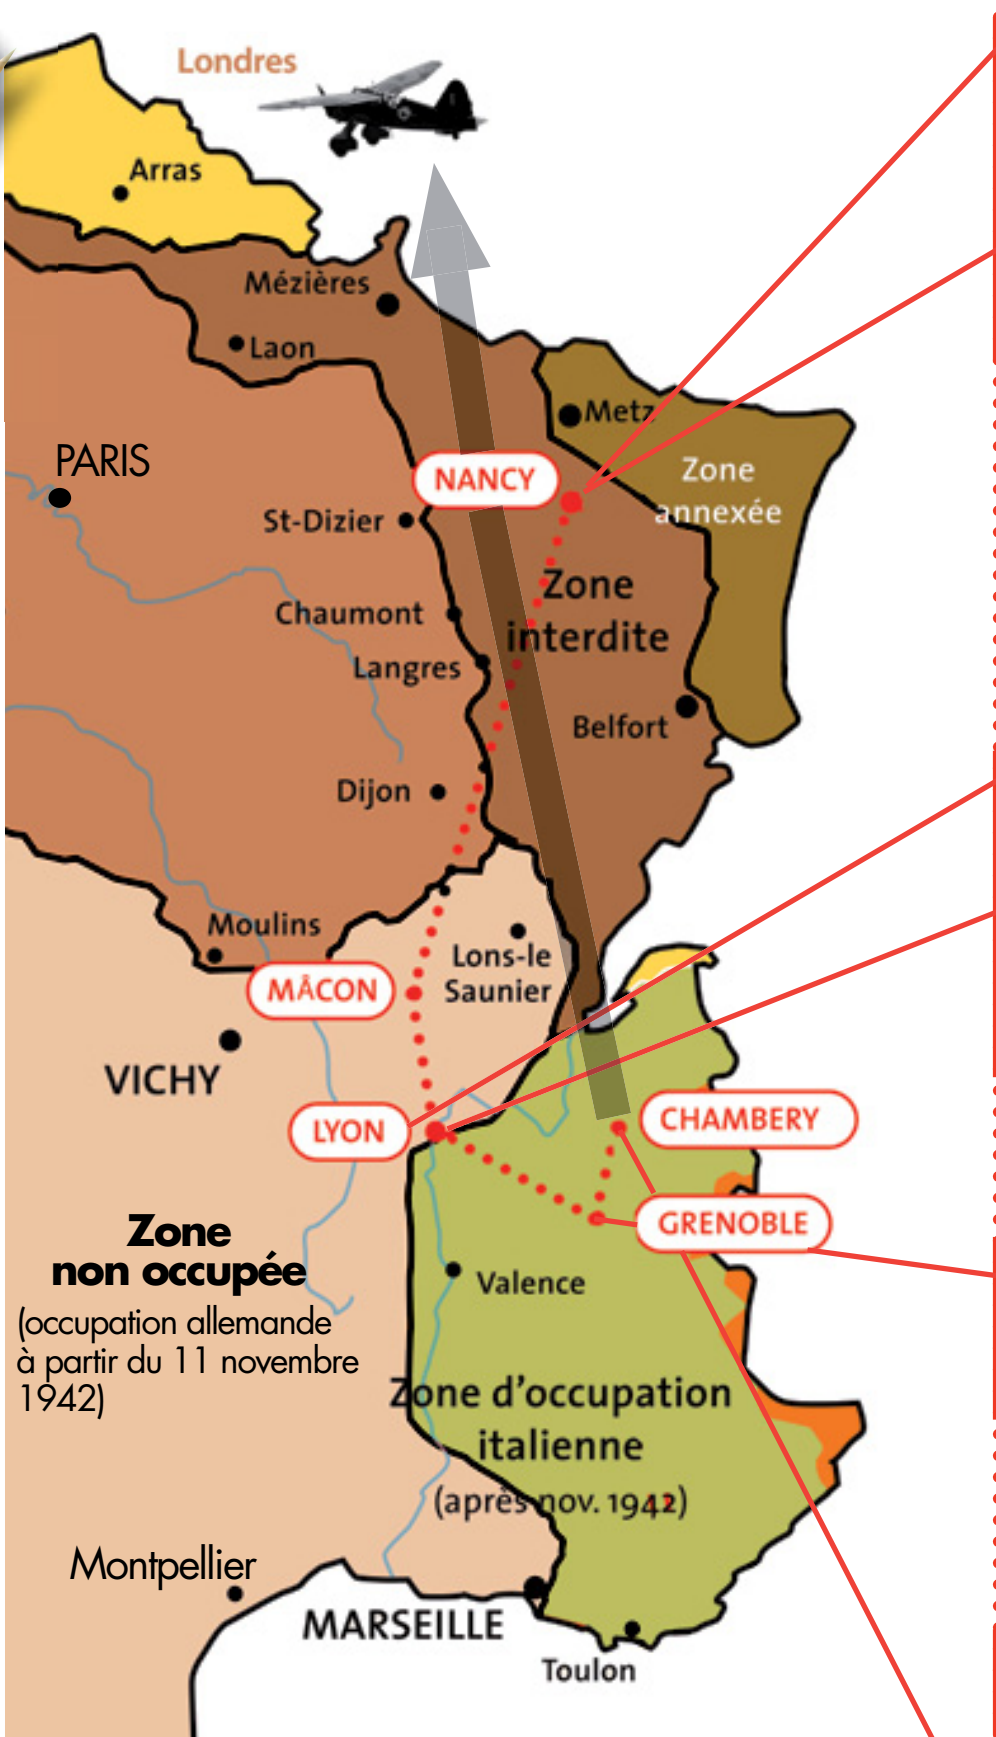 Londres
Arras
Mézières
Laon
Metz
PARIS
NANCY
Zone
annexée
St-Dizier
Zone
interdite
Chaumont
Langres
Belfort
Dijon
Moulins
Lons-le
Saunier
MÂCON
VICHY
CHAMBERY
LYON
GRENOBLE
Zone
non occupée
(occupation allemande
à partir du 11 novembre
1942)
Valence
Zone d'occupation
italienne
(après nov. 1942)
Montpellier
MARSEILLE
Toulon